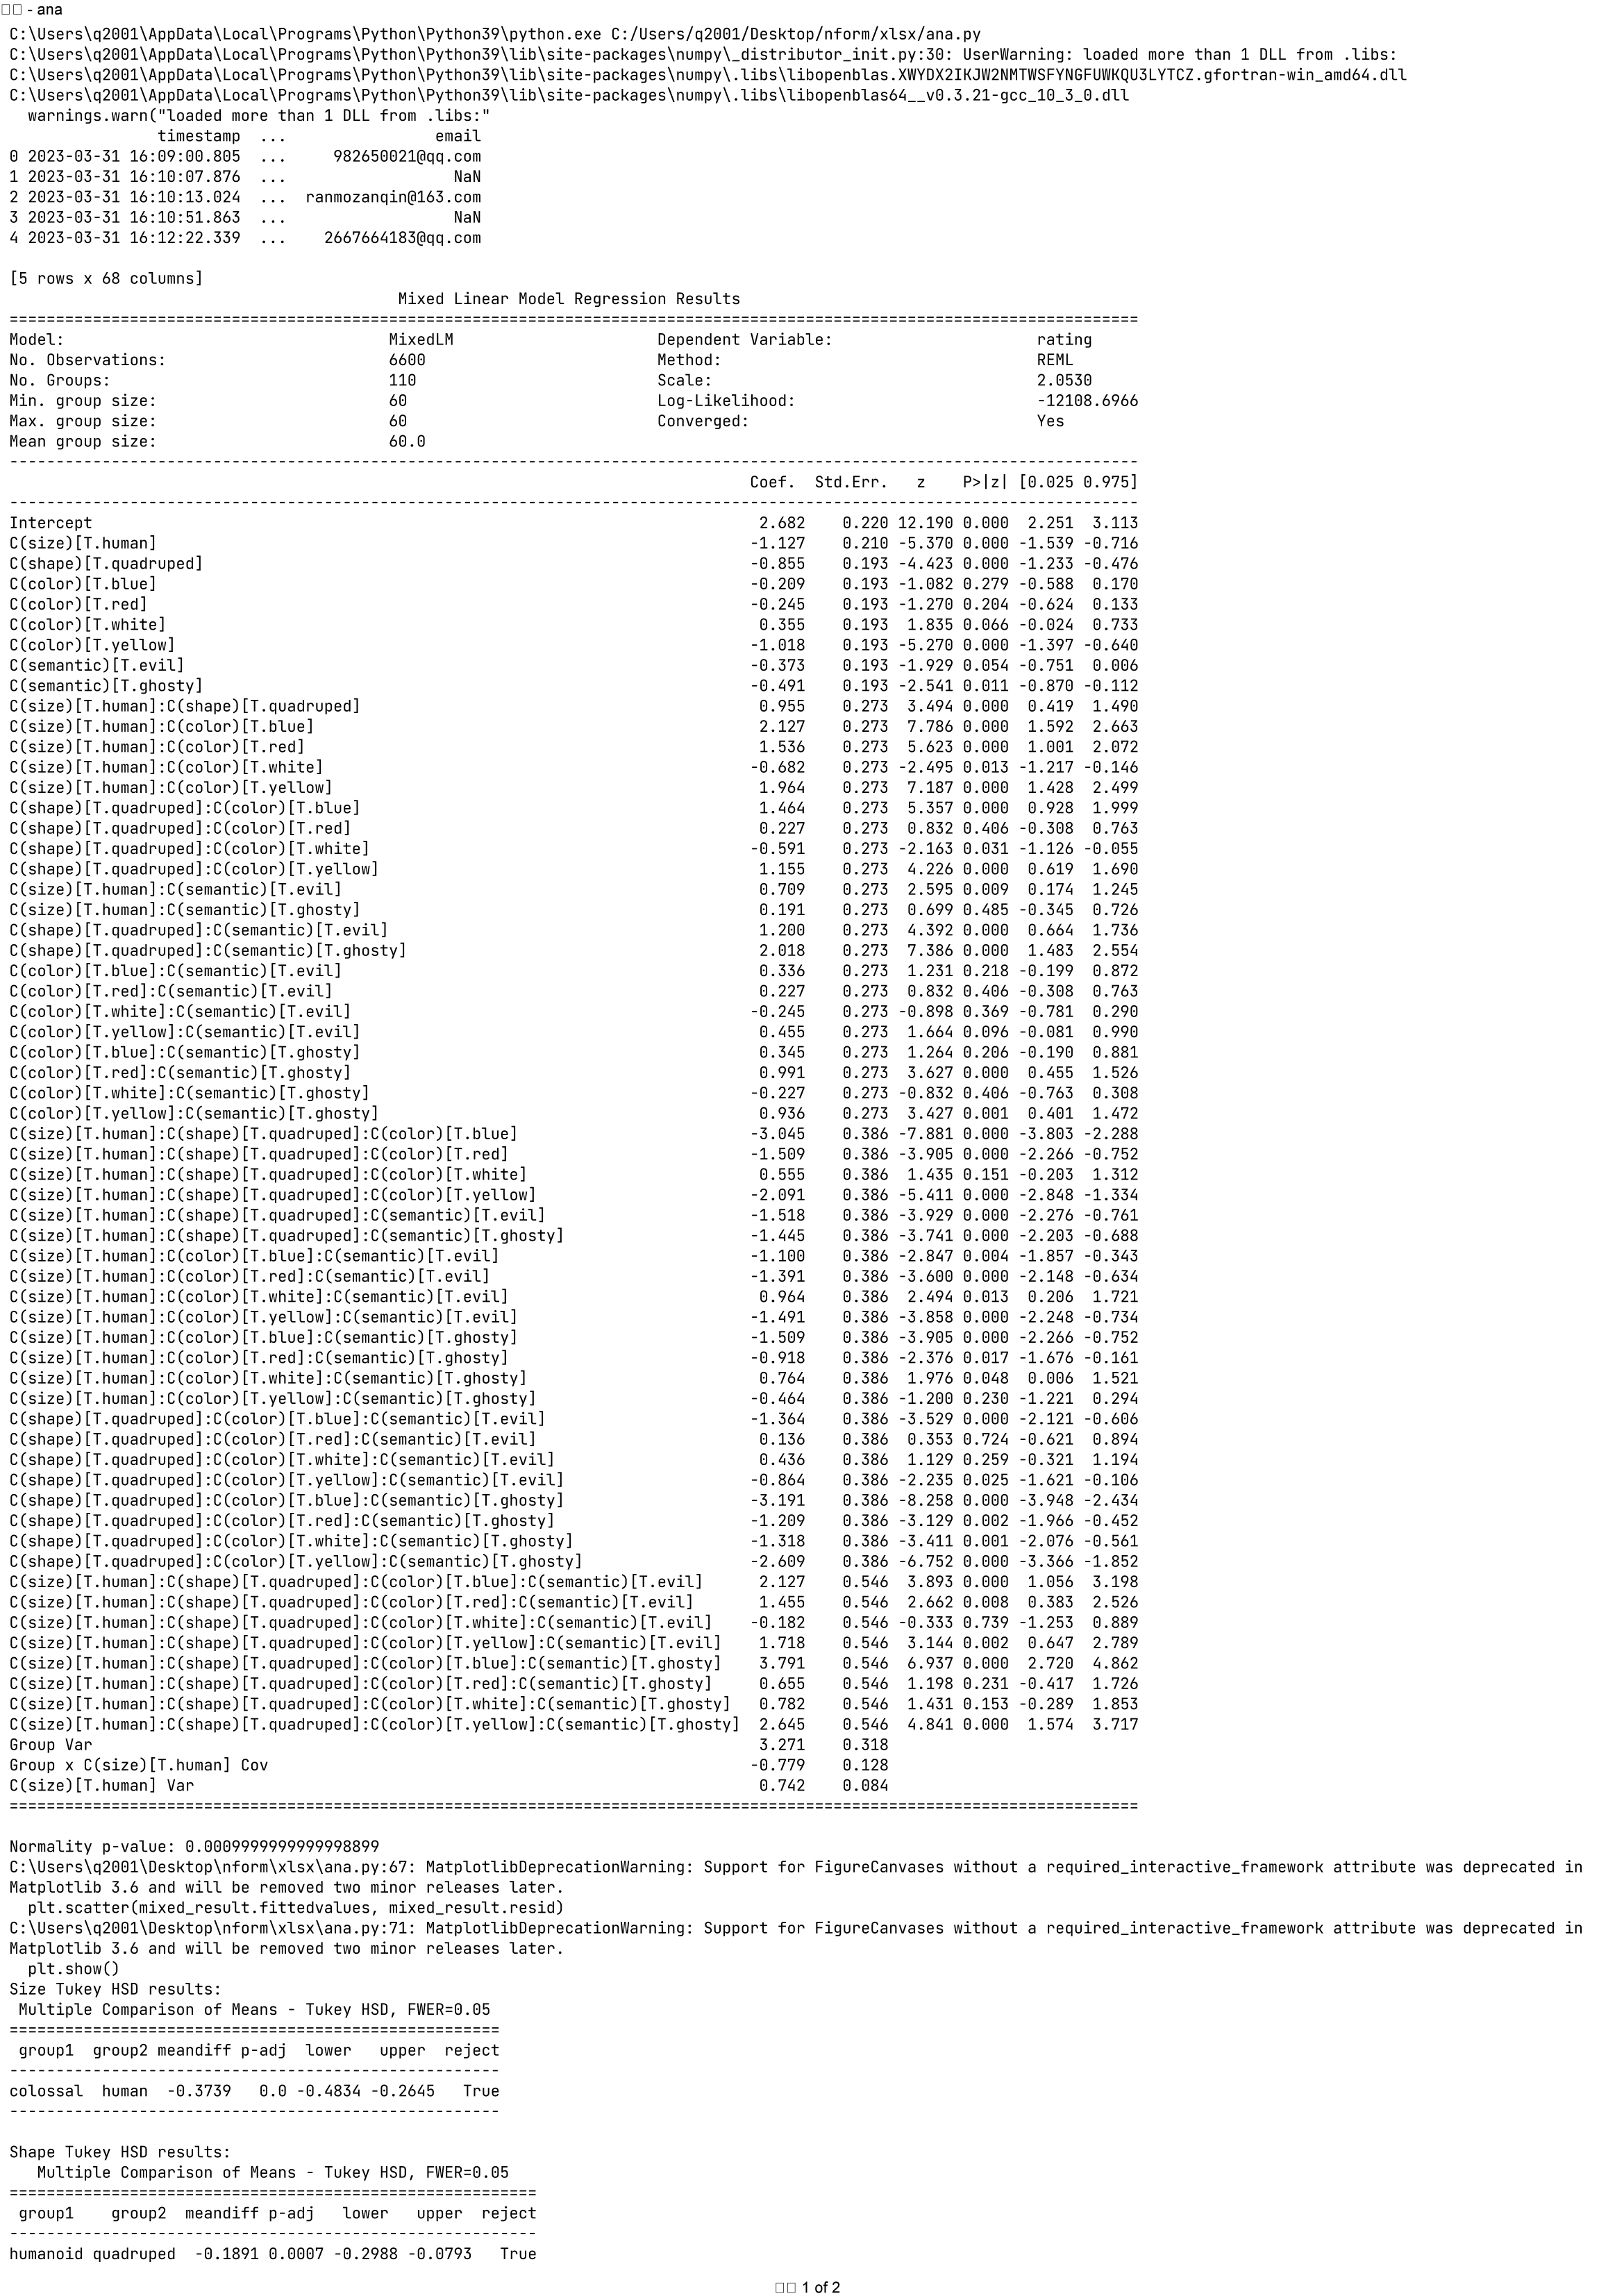 - ana
C:\Users\q2001\AppData\Local\Programs\Python\Python39\python.exe C:/Users/q2001/Desktop/nform/xlsx/ana.py
C:\Users\q2001\AppData\Local\Programs\Python\Python39\lib\site-packages\numpy\_distributor_init.py:30: UserWarning: loaded more than 1 DLL from .libs:
C:\Users\q2001\AppData\Local\Programs\Python\Python39\lib\site-packages\numpy\.libs\libopenblas.XWYDX2IKJW2NMTWSFYNGFUWKQU3LYTCZ.gfortran-win_amd64.dll
C:\Users\q2001\AppData\Local\Programs\Python\Python39\lib\site-packages\numpy\.libs\libopenblas64__v0.3.21-gcc_10_3_0.dll
warnings.warn("loaded more than 1 DLL from .libs:"
timestamp ... email
0 2023-03-31 16:09:00.805 ... 982650021@qq.com
1 2023-03-31 16:10:07.876 ... NaN
2 2023-03-31 16:10:13.024 ... ranmozanqin@163.com
3 2023-03-31 16:10:51.863 ... NaN
4 2023-03-31 16:12:22.339 ... 2667664183@qq.com
[5 rows x 68 columns]
Mixed Linear Model Regression Results
==========================================================================================================================
Model: MixedLM Dependent Variable: rating
No. Observations: 6600 Method: REML
No. Groups: 110 Scale: 2.0530
Min. group size: 60 Log-Likelihood: -12108.6966
Max. group size: 60 Converged: Yes
Mean group size: 60.0
--------------------------------------------------------------------------------------------------------------------------
Coef. Std.Err. z P>|z| [0.025 0.975]
--------------------------------------------------------------------------------------------------------------------------
Intercept 2.682 0.220 12.190 0.000 2.251 3.113
C(size)[T.human] -1.127 0.210 -5.370 0.000 -1.539 -0.716
C(shape)[T.quadruped] -0.855 0.193 -4.423 0.000 -1.233 -0.476
C(color)[T.blue] -0.209 0.193 -1.082 0.279 -0.588 0.170
C(color)[T.red] -0.245 0.193 -1.270 0.204 -0.624 0.133
C(color)[T.white] 0.355 0.193 1.835 0.066 -0.024 0.733
C(color)[T.yellow] -1.018 0.193 -5.270 0.000 -1.397 -0.640
C(semantic)[T.evil] -0.373 0.193 -1.929 0.054 -0.751 0.006
C(semantic)[T.ghosty] -0.491 0.193 -2.541 0.011 -0.870 -0.112
C(size)[T.human]:C(shape)[T.quadruped] 0.955 0.273 3.494 0.000 0.419 1.490
C(size)[T.human]:C(color)[T.blue] 2.127 0.273 7.786 0.000 1.592 2.663
C(size)[T.human]:C(color)[T.red] 1.536 0.273 5.623 0.000 1.001 2.072
C(size)[T.human]:C(color)[T.white] -0.682 0.273 -2.495 0.013 -1.217 -0.146
C(size)[T.human]:C(color)[T.yellow] 1.964 0.273 7.187 0.000 1.428 2.499
C(shape)[T.quadruped]:C(color)[T.blue] 1.464 0.273 5.357 0.000 0.928 1.999
C(shape)[T.quadruped]:C(color)[T.red] 0.227 0.273 0.832 0.406 -0.308 0.763
C(shape)[T.quadruped]:C(color)[T.white] -0.591 0.273 -2.163 0.031 -1.126 -0.055
C(shape)[T.quadruped]:C(color)[T.yellow] 1.155 0.273 4.226 0.000 0.619 1.690
C(size)[T.human]:C(semantic)[T.evil] 0.709 0.273 2.595 0.009 0.174 1.245
C(size)[T.human]:C(semantic)[T.ghosty] 0.191 0.273 0.699 0.485 -0.345 0.726
C(shape)[T.quadruped]:C(semantic)[T.evil] 1.200 0.273 4.392 0.000 0.664 1.736
C(shape)[T.quadruped]:C(semantic)[T.ghosty] 2.018 0.273 7.386 0.000 1.483 2.554
C(color)[T.blue]:C(semantic)[T.evil] 0.336 0.273 1.231 0.218 -0.199 0.872
C(color)[T.red]:C(semantic)[T.evil] 0.227 0.273 0.832 0.406 -0.308 0.763
C(color)[T.white]:C(semantic)[T.evil] -0.245 0.273 -0.898 0.369 -0.781 0.290
C(color)[T.yellow]:C(semantic)[T.evil] 0.455 0.273 1.664 0.096 -0.081 0.990
C(color)[T.blue]:C(semantic)[T.ghosty] 0.345 0.273 1.264 0.206 -0.190 0.881
C(color)[T.red]:C(semantic)[T.ghosty] 0.991 0.273 3.627 0.000 0.455 1.526
C(color)[T.white]:C(semantic)[T.ghosty] -0.227 0.273 -0.832 0.406 -0.763 0.308
C(color)[T.yellow]:C(semantic)[T.ghosty] 0.936 0.273 3.427 0.001 0.401 1.472
C(size)[T.human]:C(shape)[T.quadruped]:C(color)[T.blue] -3.045 0.386 -7.881 0.000 -3.803 -2.288
C(size)[T.human]:C(shape)[T.quadruped]:C(color)[T.red] -1.509 0.386 -3.905 0.000 -2.266 -0.752
C(size)[T.human]:C(shape)[T.quadruped]:C(color)[T.white] 0.555 0.386 1.435 0.151 -0.203 1.312
C(size)[T.human]:C(shape)[T.quadruped]:C(color)[T.yellow] -2.091 0.386 -5.411 0.000 -2.848 -1.334
C(size)[T.human]:C(shape)[T.quadruped]:C(semantic)[T.evil] -1.518 0.386 -3.929 0.000 -2.276 -0.761
C(size)[T.human]:C(shape)[T.quadruped]:C(semantic)[T.ghosty] -1.445 0.386 -3.741 0.000 -2.203 -0.688
C(size)[T.human]:C(color)[T.blue]:C(semantic)[T.evil] -1.100 0.386 -2.847 0.004 -1.857 -0.343
C(size)[T.human]:C(color)[T.red]:C(semantic)[T.evil] -1.391 0.386 -3.600 0.000 -2.148 -0.634
C(size)[T.human]:C(color)[T.white]:C(semantic)[T.evil] 0.964 0.386 2.494 0.013 0.206 1.721
C(size)[T.human]:C(color)[T.yellow]:C(semantic)[T.evil] -1.491 0.386 -3.858 0.000 -2.248 -0.734
C(size)[T.human]:C(color)[T.blue]:C(semantic)[T.ghosty] -1.509 0.386 -3.905 0.000 -2.266 -0.752
C(size)[T.human]:C(color)[T.red]:C(semantic)[T.ghosty] -0.918 0.386 -2.376 0.017 -1.676 -0.161
C(size)[T.human]:C(color)[T.white]:C(semantic)[T.ghosty] 0.764 0.386 1.976 0.048 0.006 1.521
C(size)[T.human]:C(color)[T.yellow]:C(semantic)[T.ghosty] -0.464 0.386 -1.200 0.230 -1.221 0.294
C(shape)[T.quadruped]:C(color)[T.blue]:C(semantic)[T.evil] -1.364 0.386 -3.529 0.000 -2.121 -0.606
C(shape)[T.quadruped]:C(color)[T.red]:C(semantic)[T.evil] 0.136 0.386 0.353 0.724 -0.621 0.894
C(shape)[T.quadruped]:C(color)[T.white]:C(semantic)[T.evil] 0.436 0.386 1.129 0.259 -0.321 1.194
C(shape)[T.quadruped]:C(color)[T.yellow]:C(semantic)[T.evil] -0.864 0.386 -2.235 0.025 -1.621 -0.106
C(shape)[T.quadruped]:C(color)[T.blue]:C(semantic)[T.ghosty] -3.191 0.386 -8.258 0.000 -3.948 -2.434
C(shape)[T.quadruped]:C(color)[T.red]:C(semantic)[T.ghosty] -1.209 0.386 -3.129 0.002 -1.966 -0.452
C(shape)[T.quadruped]:C(color)[T.white]:C(semantic)[T.ghosty] -1.318 0.386 -3.411 0.001 -2.076 -0.561
C(shape)[T.quadruped]:C(color)[T.yellow]:C(semantic)[T.ghosty] -2.609 0.386 -6.752 0.000 -3.366 -1.852
C(size)[T.human]:C(shape)[T.quadruped]:C(color)[T.blue]:C(semantic)[T.evil] 2.127 0.546 3.893 0.000 1.056 3.198
C(size)[T.human]:C(shape)[T.quadruped]:C(color)[T.red]:C(semantic)[T.evil] 1.455 0.546 2.662 0.008 0.383 2.526
C(size)[T.human]:C(shape)[T.quadruped]:C(color)[T.white]:C(semantic)[T.evil] -0.182 0.546 -0.333 0.739 -1.253 0.889
C(size)[T.human]:C(shape)[T.quadruped]:C(color)[T.yellow]:C(semantic)[T.evil] 1.718 0.546 3.144 0.002 0.647 2.789
C(size)[T.human]:C(shape)[T.quadruped]:C(color)[T.blue]:C(semantic)[T.ghosty] 3.791 0.546 6.937 0.000 2.720 4.862
C(size)[T.human]:C(shape)[T.quadruped]:C(color)[T.red]:C(semantic)[T.ghosty] 0.655 0.546 1.198 0.231 -0.417 1.726
C(size)[T.human]:C(shape)[T.quadruped]:C(color)[T.white]:C(semantic)[T.ghosty] 0.782 0.546 1.431 0.153 -0.289 1.853
C(size)[T.human]:C(shape)[T.quadruped]:C(color)[T.yellow]:C(semantic)[T.ghosty] 2.645 0.546 4.841 0.000 1.574 3.717
Group Var 3.271 0.318
Group x C(size)[T.human] Cov -0.779 0.128
C(size)[T.human] Var 0.742 0.084
==========================================================================================================================
Normality p-value: 0.0009999999999998899
C:\Users\q2001\Desktop\nform\xlsx\ana.py:67: MatplotlibDeprecationWarning: Support for FigureCanvases without a required_interactive_framework attribute was deprecated in
Matplotlib 3.6 and will be removed two minor releases later.
plt.scatter(mixed_result.fittedvalues, mixed_result.resid)
C:\Users\q2001\Desktop\nform\xlsx\ana.py:71: MatplotlibDeprecationWarning: Support for FigureCanvases without a required_interactive_framework attribute was deprecated in
Matplotlib 3.6 and will be removed two minor releases later.
plt.show()
Size Tukey HSD results:
Multiple Comparison of Means - Tukey HSD, FWER=0.05
=====================================================
group1 group2 meandiff p-adj lower upper reject
-----------------------------------------------------
colossal human -0.3739 0.0 -0.4834 -0.2645 True
-----------------------------------------------------
Shape Tukey HSD results:
Multiple Comparison of Means - Tukey HSD, FWER=0.05
=========================================================
group1 group2 meandiff p-adj lower upper reject
---------------------------------------------------------
humanoid quadruped -0.1891 0.0007 -0.2988 -0.0793 True
1 of 2